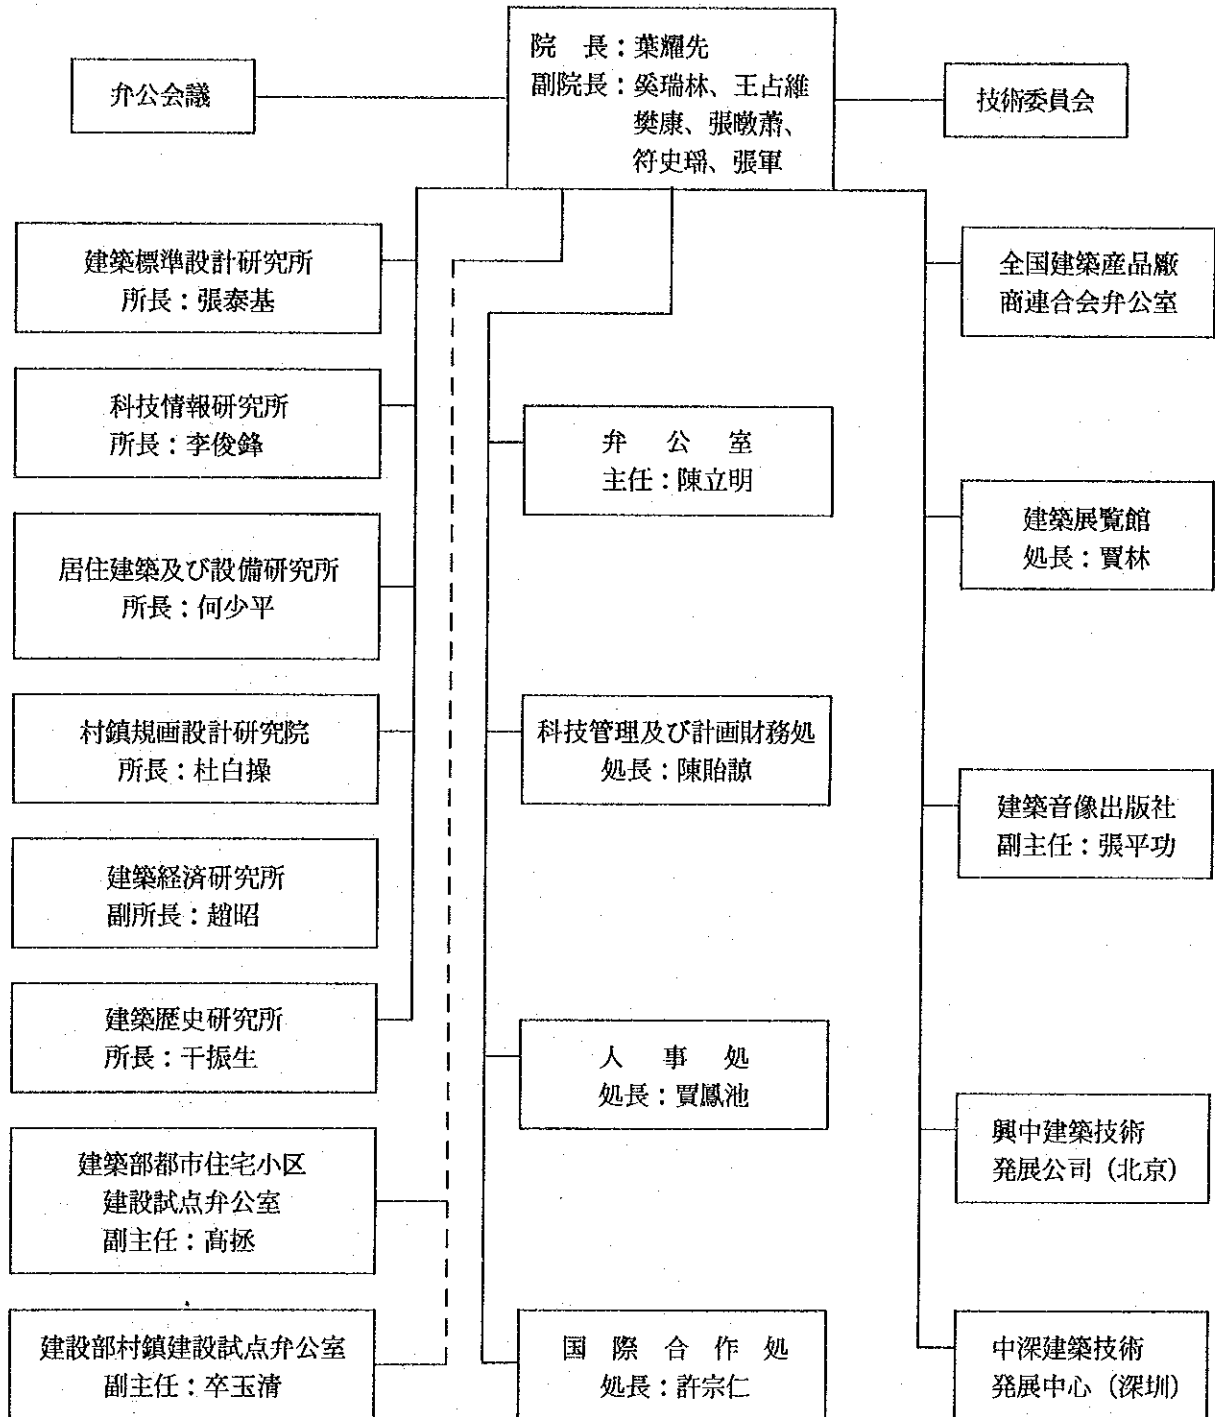 弁公会議
院　長：葉耀先
副院長：奚瑞林、王占維
樊康、張暾蕭、
符史瑶、張軍
技術委員会
建築標準設計研究所
所長：張泰基
科技情報研究所
所長：李俊鋒
居住建築及び設備研究所
所長：何少平
村鎮規画設計研究院
所長：杜白操
建築経済研究所
副所長：趙昭
建築歴史研究所
所長：干振生
建築部都市住宅小区
建設試点弁公室
副主任：高拯
建設部村鎮建設試点弁公室
副主任：卒玉清
弁　公　室
主任：陳立明
科技管理及び計画財務処
処長：陳貽諒
人　事　処
処長：賈鳳池
国　際　合　作　処
処長：許宗仁
全国建築産品廠
商連合会弁公室
建築展覧館
処長：賈林
建築音像出版社
副主任：張平功
興中建築技術
発展公司（北京）
中深建築技術
発展中心（深圳）